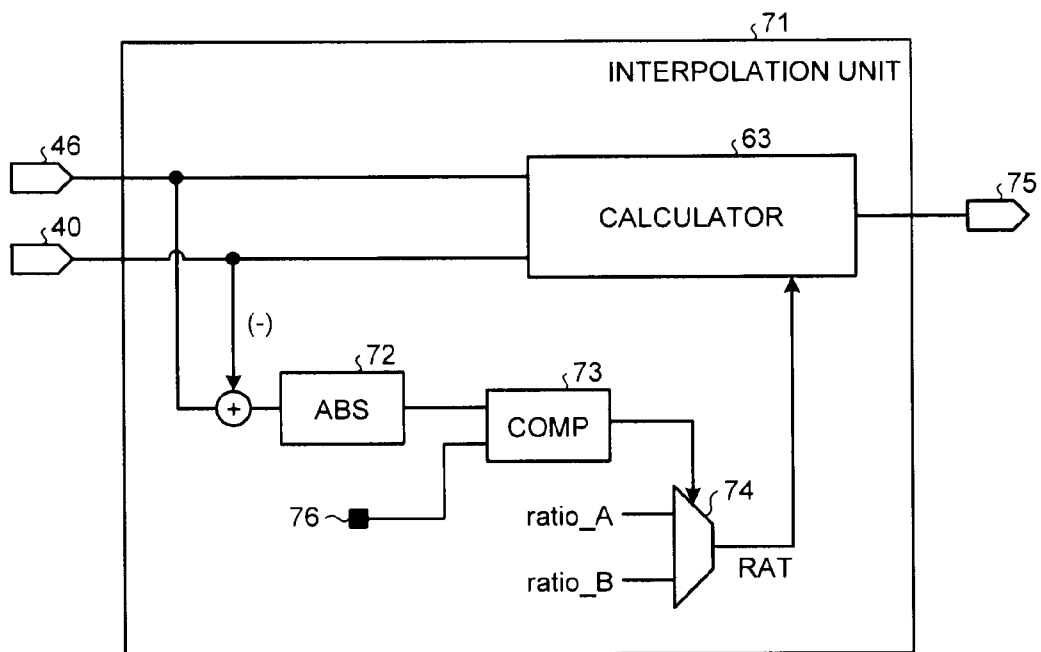 71
INTERPOLATION UNIT
46
63
CALCULATOR
75
40
(-)
72
ABS
+
73
COMP
76
74
ratio_A
ratio_B
RAT